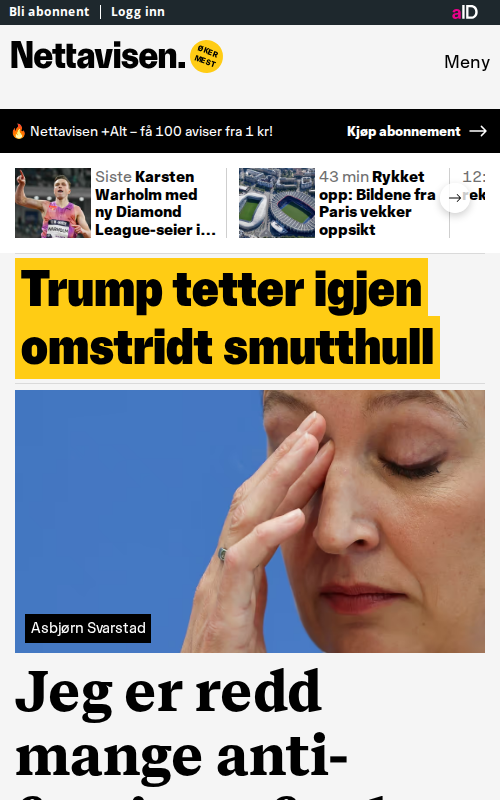 Bli abonnent
Logg inn
aID
Nettavisen.
ØKER
MEST
Meny
Nettavisen +Alt – få 100 aviser fra 1 kr!
Kjøp abonnement
Siste Karsten
Warholm med
ny Diamond
League-seier i...
43 min Rykket
opp: Bildene fra
Paris vekker
oppsikt
12:
Trump tetter igjen
omstridt smutthull
Asbjørn Svarstad
Jeg er redd
mange anti-